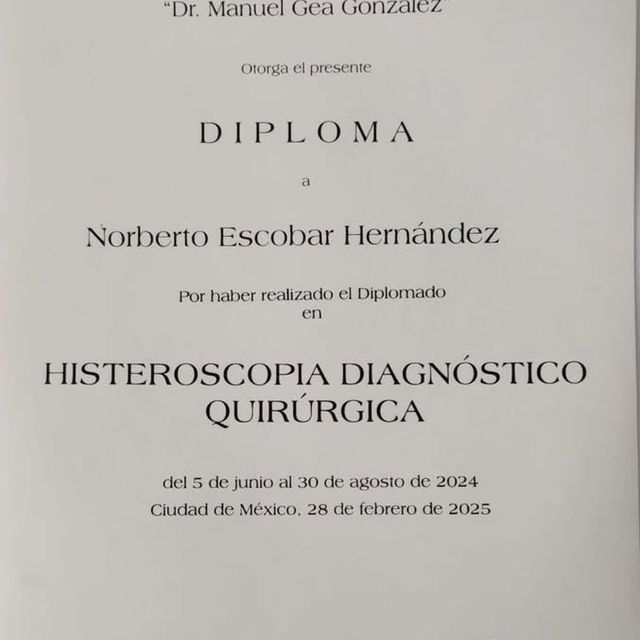 "Dr. Manuel Gea González"
Otorga el presente
DIPLOMA
a
Norberto Escobar Hernández
Por haber realizado el Diplomado
en
HISTEROSCOPIA DIAGNÓSTICO
QUIRÚRGICA
del 5 de junio al 30 de agosto de 2024
Ciudad de México, 28 de febrero de 2025